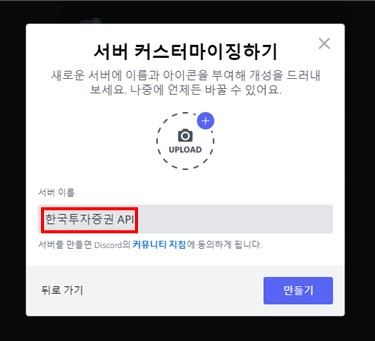 서버 커스터마이징하기
새로운 서버에 이름과 아이콘을 부여해 개성을 드러내
보세요. 나중에 언제든 바꿀 수 있어요.
UPLOAD
서버 이름
한국투자증권 API
서버를 만들면 Discord의 커뮤니티 지침에 동의하게 됩니다.
뒤로 가기
만들기